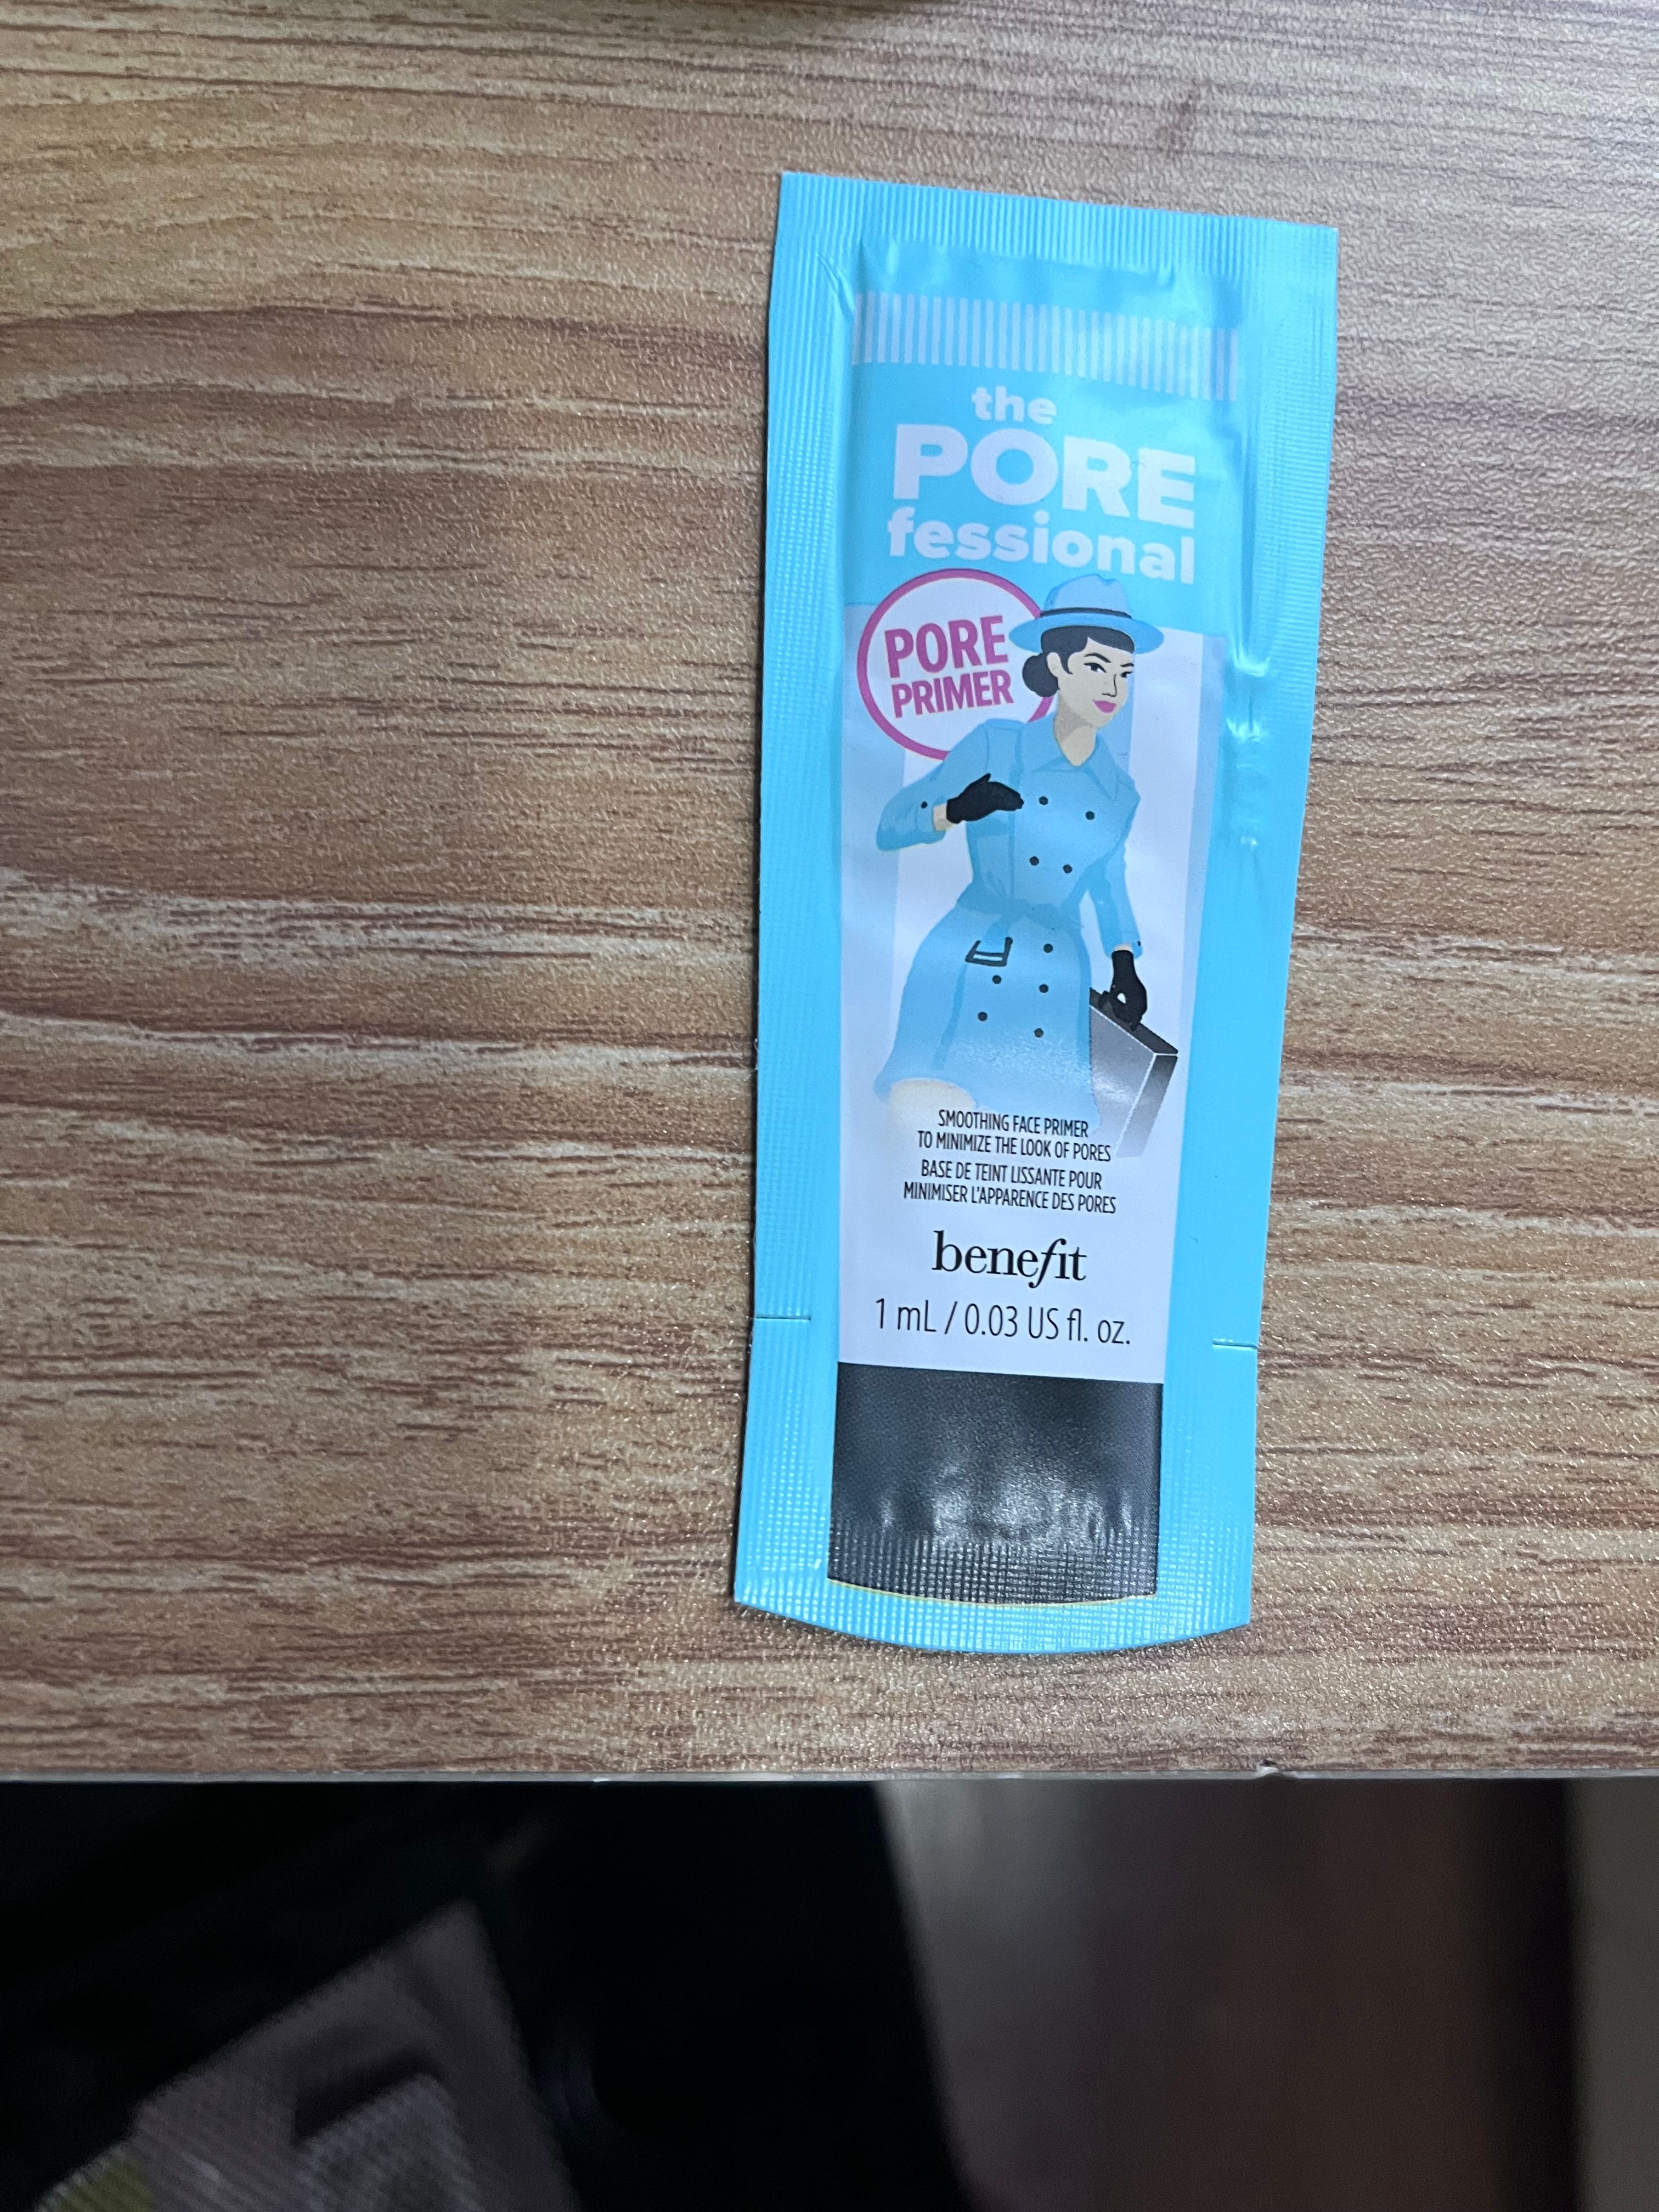 the
PORE
fessional
PORE
PRIMER
SMOOTHING FACE PRIMER
TO MINIMIZE THE LOOK OF PORES
BASE DE TEINT LISSANTE POUR
MINIMISER L'APPARENCE DES PORES
benefit
1 mL / 0.03 US fl. oz.